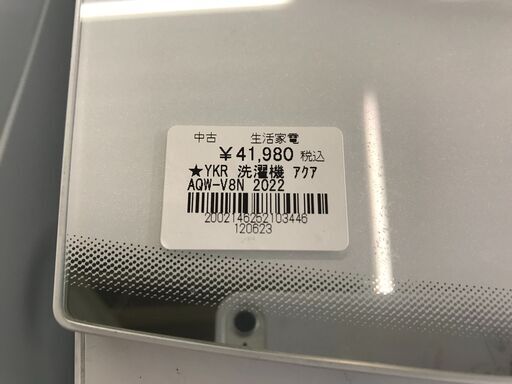 中古 生活家電
￥41,980 税込
★YKR 洗濯機 ｱｸｱ
AQW-V8N 2022
2002146252103446
120623